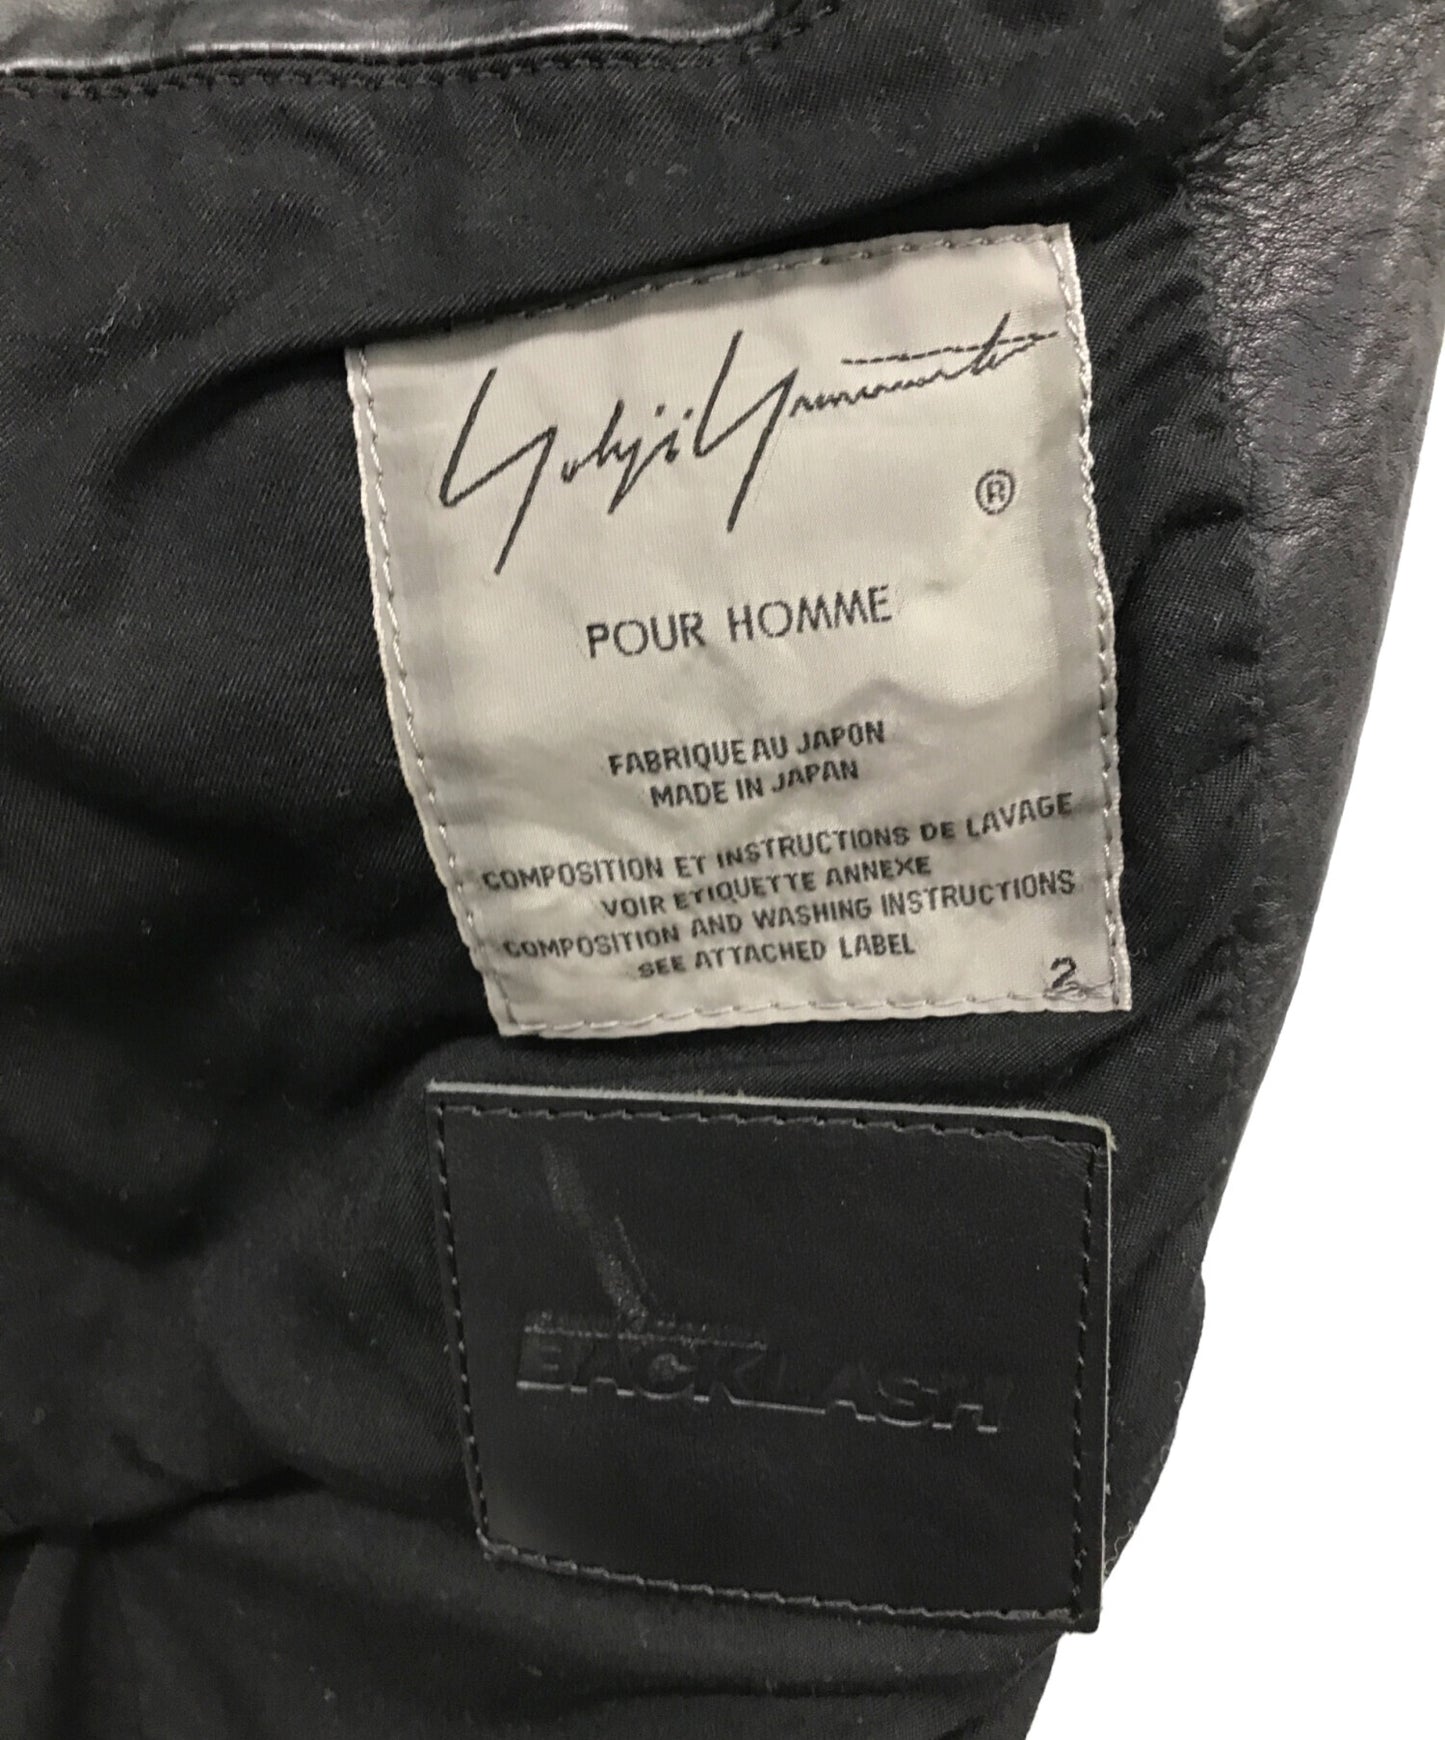 Yohji Yamamoto
®
POUR HOMME
FABRIQUE AU JAPON
MADE IN JAPAN
COMPOSITION ET INSTRUCTIONS DE LAVAGE
VOIR ETIQUETTE ANNEXE
COMPOSITION AND WASHING INSTRUCTIONS
SEE ATTACHED LABEL
2
BACKLASH